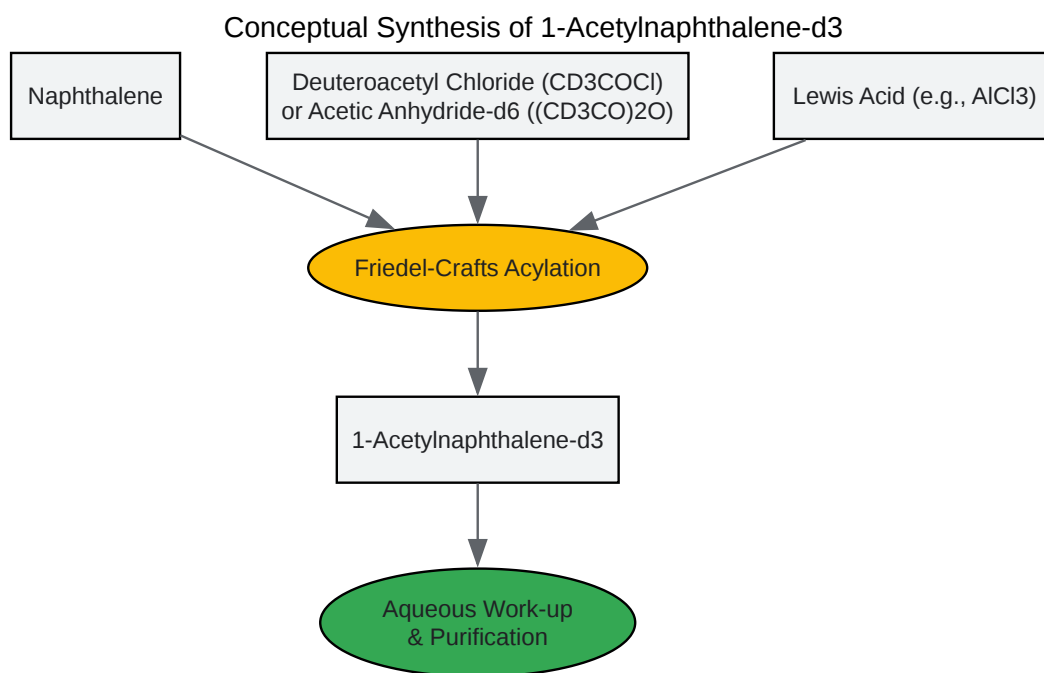 Conceptual Synthesis of 1-Acetylnaphthalene-d3
Naphthalene
Deuteroacetyl Chloride (CD3COCl)
or Acetic Anhydride-d6 ((CD3CO)2O)
Lewis Acid (e.g., AlCl3)
Friedel-Crafts Acylation
1-Acetylnaphthalene-d3
Aqueous Work-up
& Purification